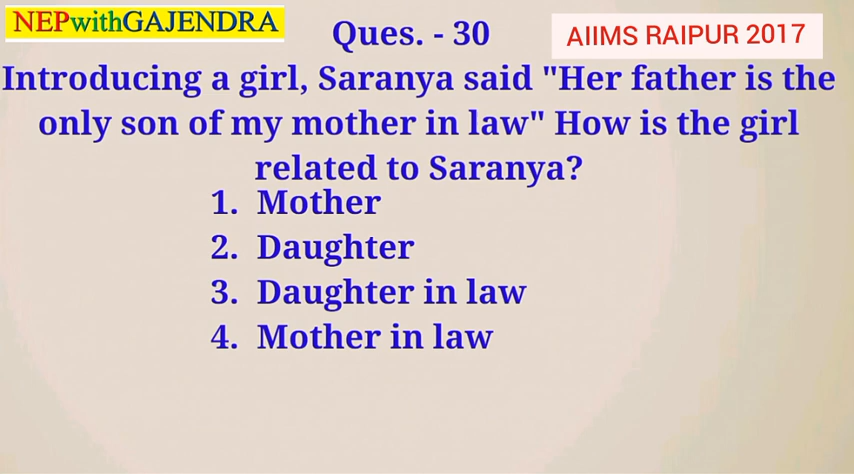 NEPwithGAJENDRA
Ques. - 30
AIIMS RAIPUR 2017
Introducing a girl, Saranya said "Her father is the
only son of my mother in law" How is the girl
related to Saranya?
1. Mother
2. Daughter
3. Daughter in law
4. Mother in law